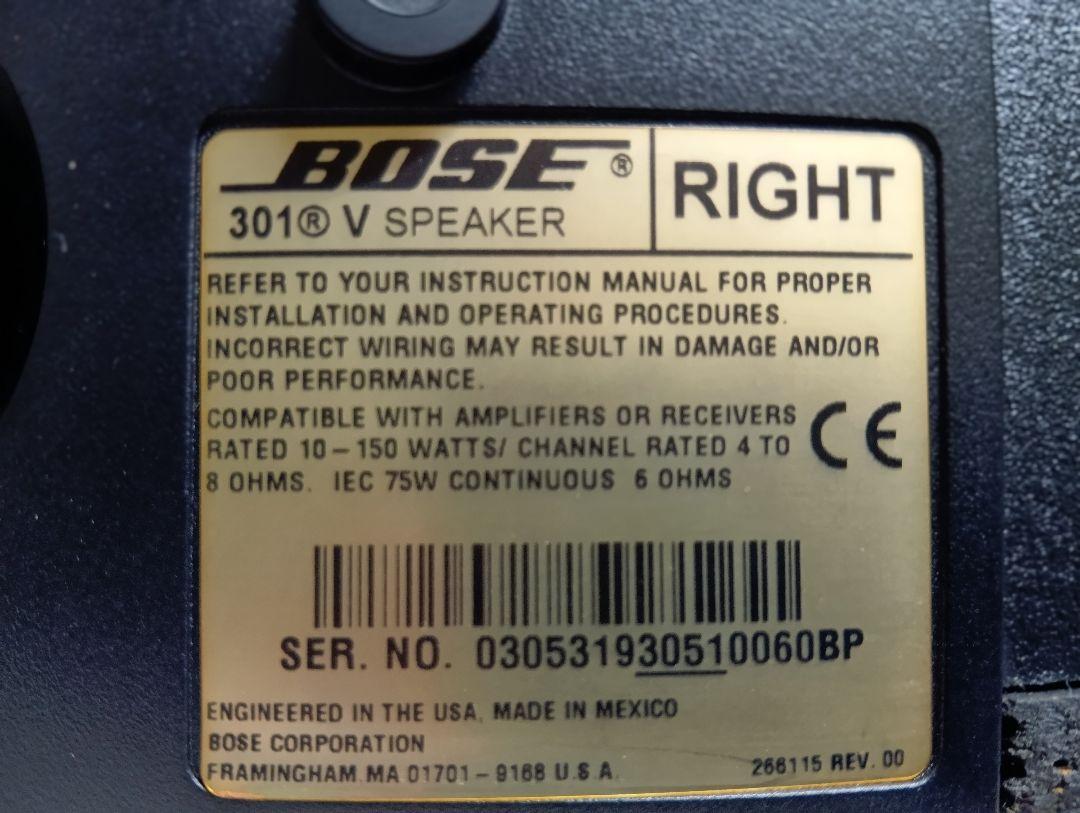 BOSE®
301® V SPEAKER
RIGHT
REFER TO YOUR INSTRUCTION MANUAL FOR PROPER
INSTALLATION AND OPERATING PROCEDURES.
INCORRECT WIRING MAY RESULT IN DAMAGE AND/OR
POOR PERFORMANCE.
COMPATIBLE WITH AMPLIFIERS OR RECEIVERS
RATED 10 – 150 WATTS/ CHANNEL RATED 4 TO
8 OHMS. IEC 75W CONTINUOUS 6 OHMS
CE
SER. NO. 030531930510060BP
ENGINEERED IN THE USA, MADE IN MEXICO
BOSE CORPORATION
FRAMINGHAM, MA 01701 – 9168 U.S.A.
266115 REV. 00